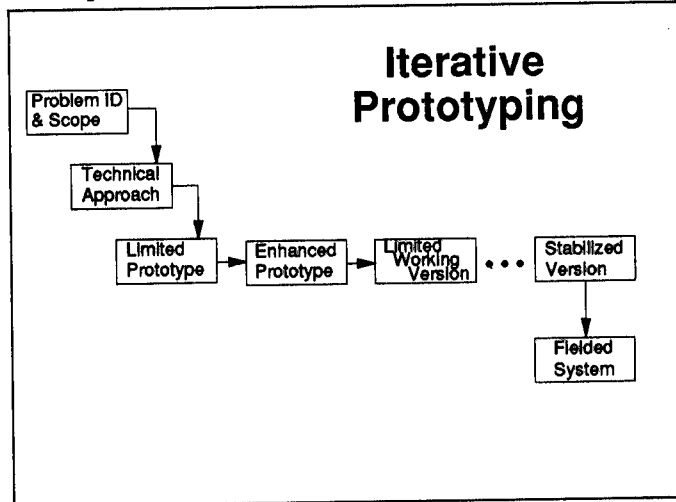 Iterative
Prototyping
Problem ID
& Scope
Technical
Approach
Limited
Prototype
Enhanced
Prototype
Limited
Working
Version
• • •
Stabilized
Version
Fielded
System